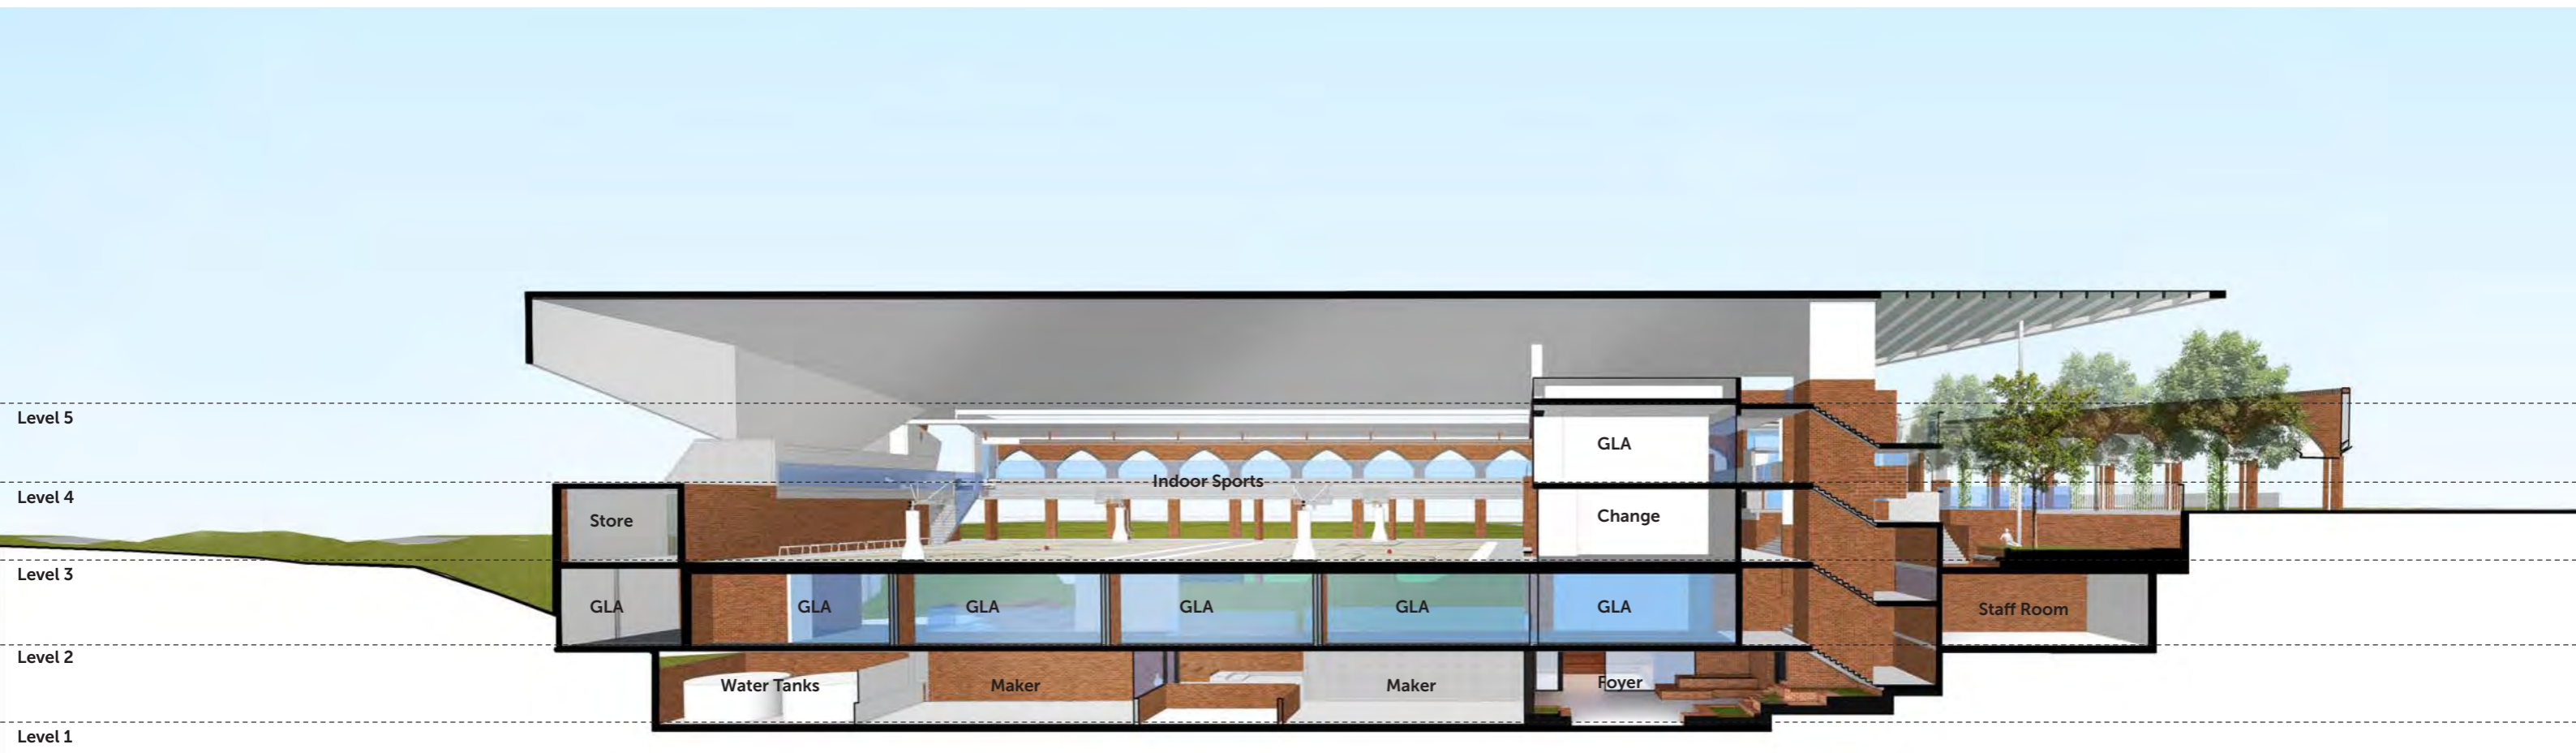 Level 5
GLA
Level 4
Indoor Sports
Store
Change
Level 3
GLA
GLA
GLA
GLA
GLA
GLA
Staff Room
Level 2
Water Tanks
Maker
Maker
Foyer
Level 1